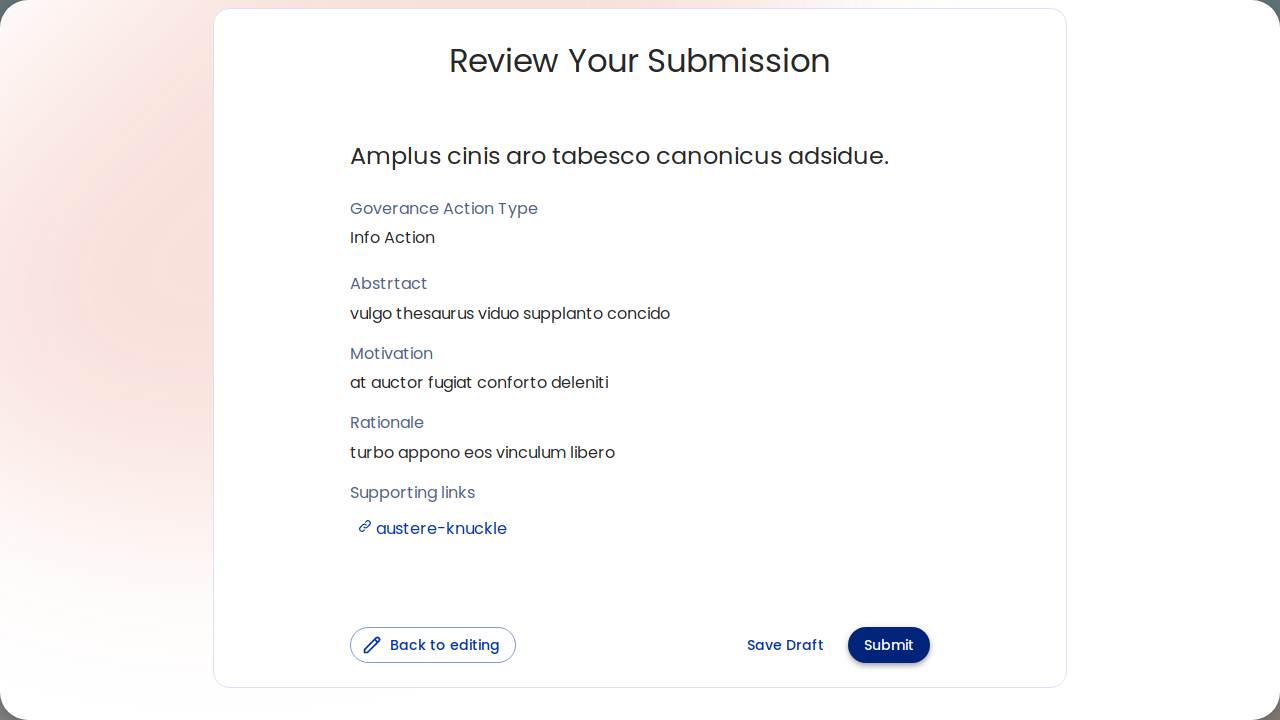 Review Your Submission
Amplus cinis aro tabesco canonicus adsidue.
Goverance Action Type
Info Action
Abstrtact
vulgo thesaurus viduo supplanto concido
Motivation
at auctor fugiat conforto deleniti
Rationale
turbo appono eos vinculum libero
Supporting links
austere-knuckle
Back to editing
Save Draft
Submit